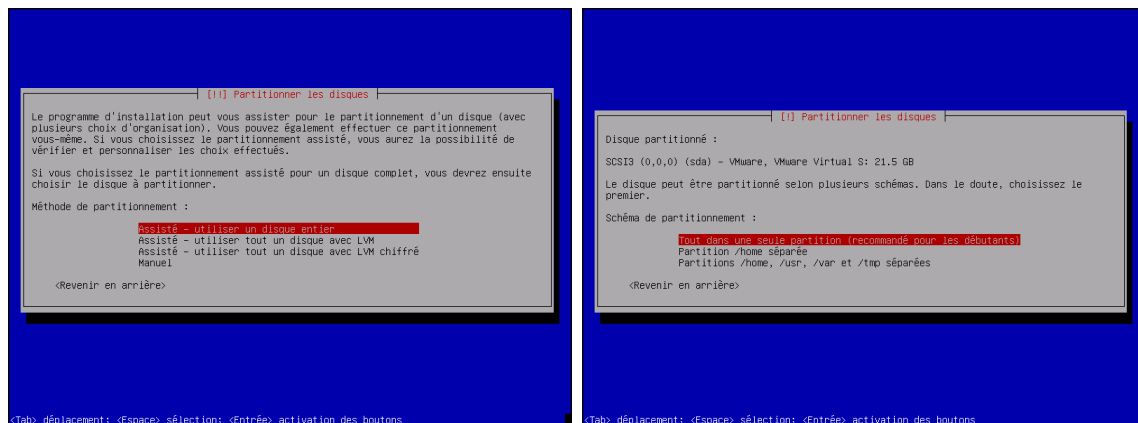 [!!] Partitionner les disques
Le programme d'installation peut vous assister pour le partitionnement d'un disque (avec
plusieurs choix d'organisation). Vous pouvez également effectuer ce partitionnement
vous-même. Si vous choisissez le partitionnement assisté, vous aurez la possibilité de
vérifier et personnaliser les choix effectués.
Si vous choisissez le partitionnement assisté pour un disque complet, vous devrez ensuite
choisir le disque à partitionner.
Méthode de partitionnement :
Assisté - utiliser un disque entier
Assisté - utiliser tout un disque avec LVM
Assisté - utiliser tout un disque avec LVM chiffré
Manuel
<Revenir en arrière>
<Tab> déplacement; <Espace> sélection; <Entrée> activation des boutons
[!] Partitionner les disques
Disque partitionné :
SCSI3 (0,0,0) (sda) - VMware, VMware Virtual S: 21.5 GB
Le disque peut être partitionné selon plusieurs schémas. Dans le doute, choisissez le
premier.
Schéma de partitionnement :
Tout dans une seule partition (recommandé pour les débutants)
Partition /home séparée
Partitions /home, /usr, /var et /tmp séparées
<Revenir en arrière>
<Tab> déplacement; <Espace> sélection; <Entrée> activation des boutons